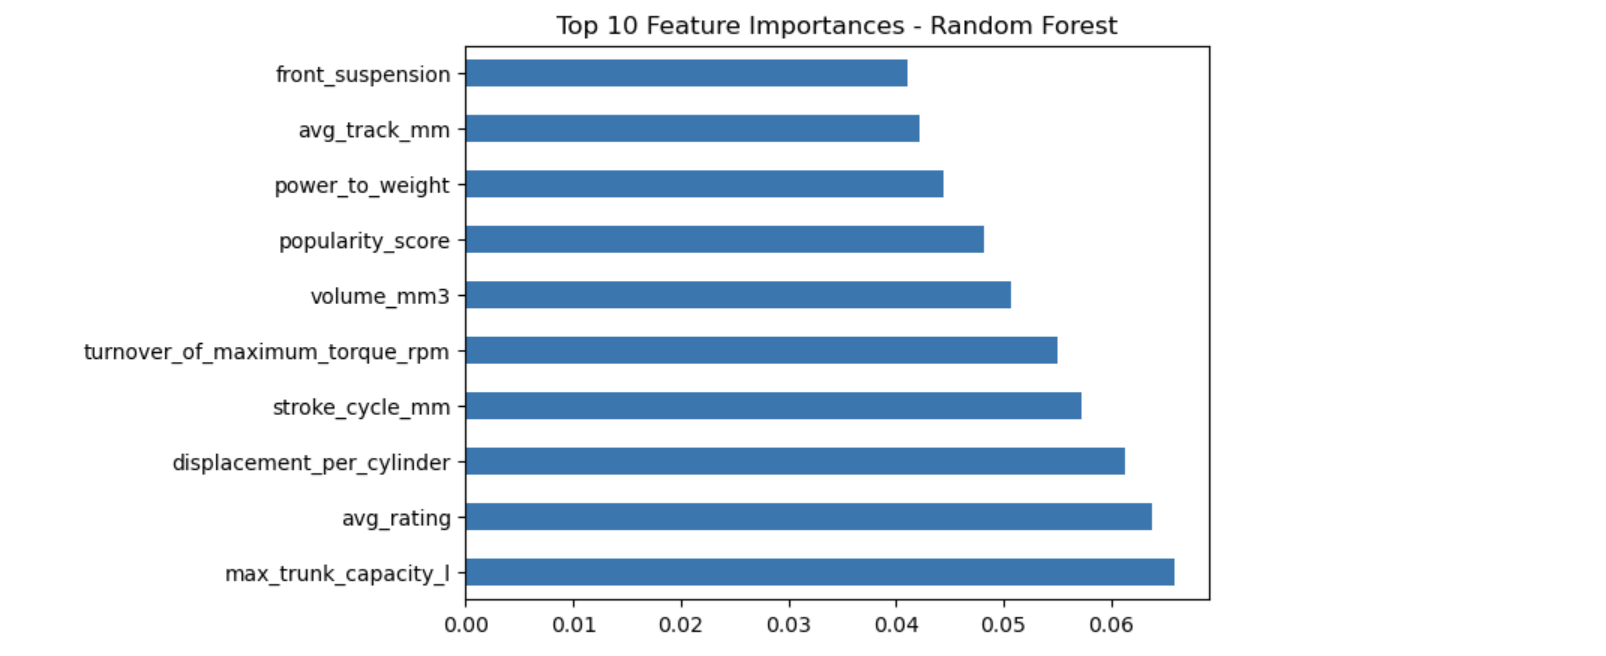 Top 10 Feature Importances - Random Forest
front_suspension
avg_track_mm
power_to_weight
popularity_score
volume_mm3
turnover_of_maximum_torque_rpm
stroke_cycle_mm
displacement_per_cylinder
avg_rating
max_trunk_capacity_l
0.00 0.01 0.02 0.03 0.04 0.05 0.06